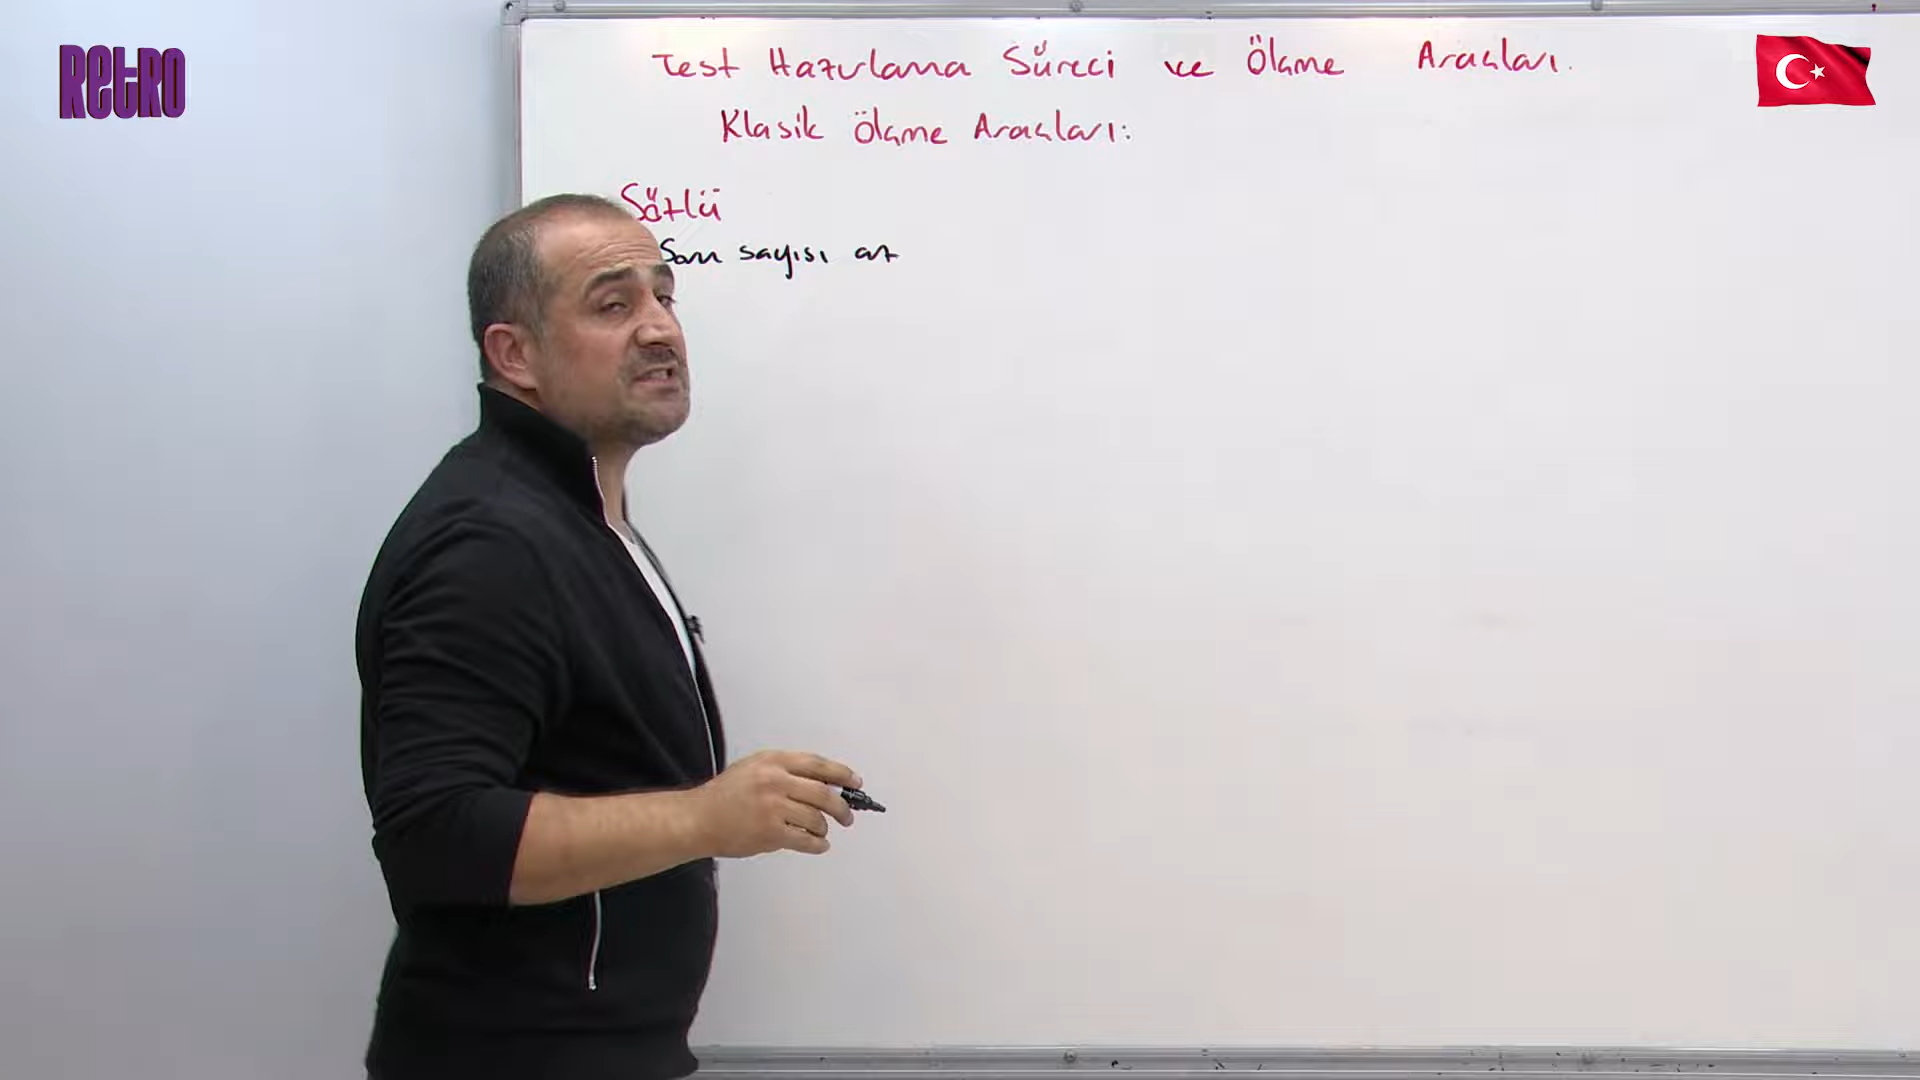 RETRO
Test Hazırlama Süreci ve Ölçme Araçları.
Klasik Ölçme Araçları:
Sözlü
Soru sayısı az